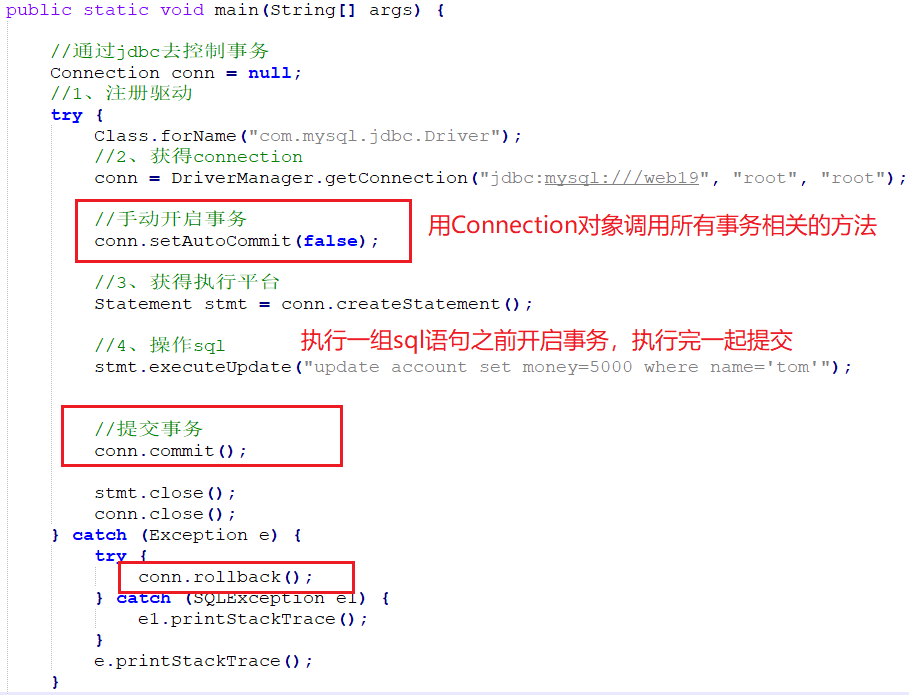 public static void main(String[] args) {
//通过jdbc去控制事务
Connection conn = null;
//1、注册驱动
try {
Class.forName("com.mysql.jdbc.Driver");
//2、获得connection
conn = DriverManager.getConnection("jdbc:mysql:///web19", "root", "root");
//手动开启事务
conn.setAutoCommit(false);
用Connection对象调用所有事务相关的方法
//3、获得执行平台
Statement stmt = conn.createStatement();
//4、操作sql
执行一组sql语句之前开启事务，执行完一起提交
stmt.executeUpdate("update account set money=5000 where name='tom'");
//提交事务
conn.commit();
stmt.close();
conn.close();
} catch (Exception e) {
try {
conn.rollback();
} catch (SQLException e1) {
e1.printStackTrace();
}
e.printStackTrace();
}